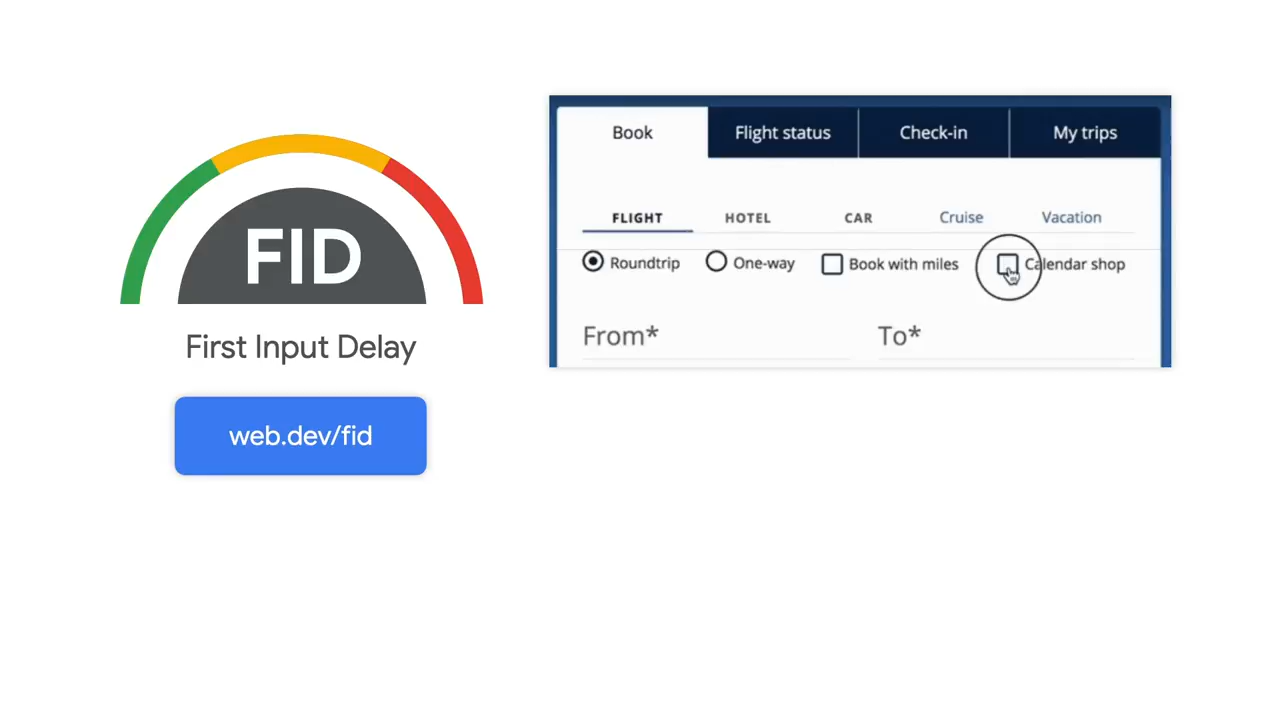 FID
First Input Delay
web.dev/fid
Book Flight status Check-in My trips
FLIGHT HOTEL CAR Cruise Vacation
Roundtrip One-way Book with miles Calendar shop
From* To*